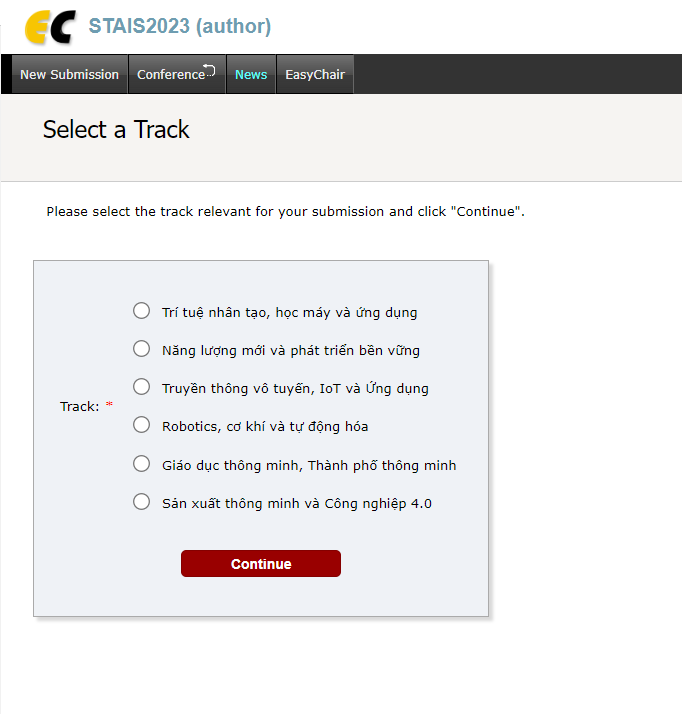 EC STAIS2023 (author)
New Submission Conference News EasyChair
Select a Track
Please select the track relevant for your submission and click "Continue".
Trí tuệ nhân tạo, học máy và ứng dụng
Năng lượng mới và phát triển bền vững
Truyền thông vô tuyến, IoT và Ứng dụng
Track: *
Robotics, cơ khí và tự động hóa
Giáo dục thông minh, Thành phố thông minh
Sản xuất thông minh và Công nghiệp 4.0
Continue